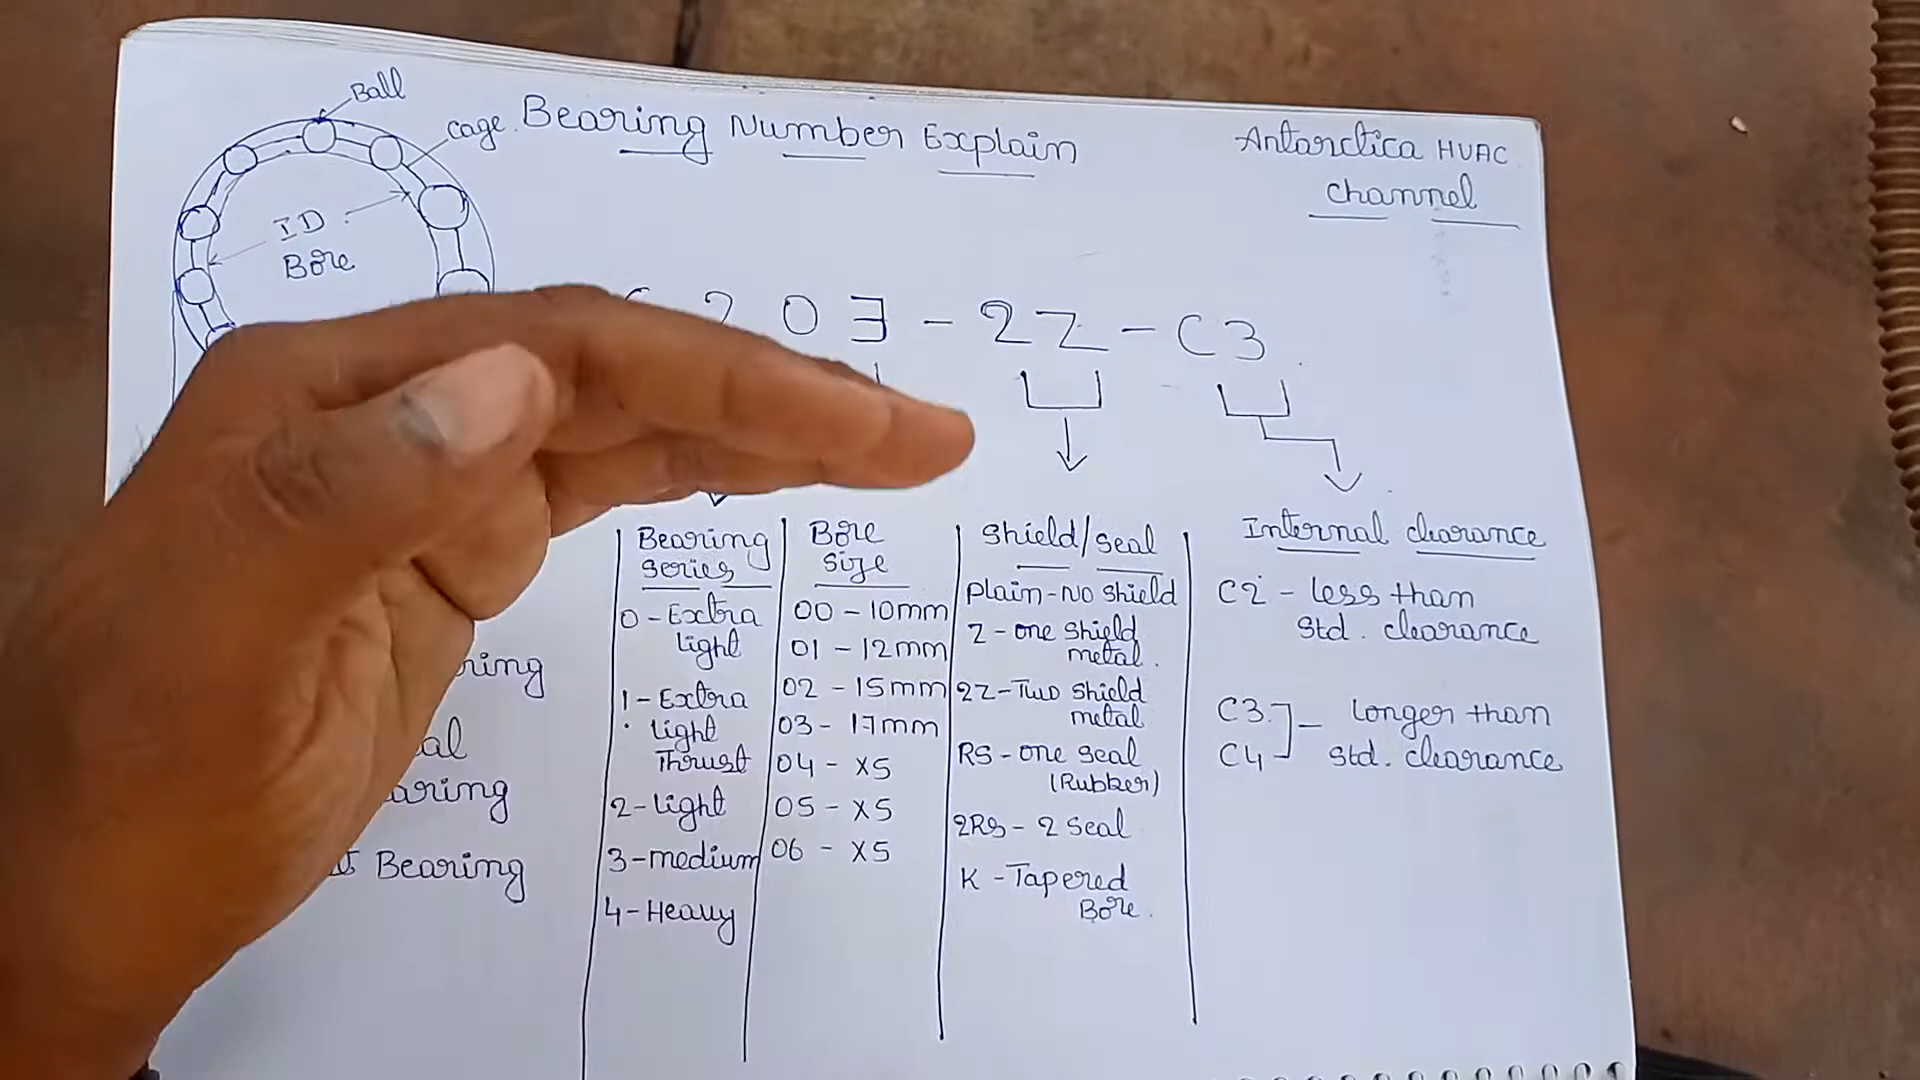 Ball
cage. Bearing Number Explain
Antarctica HVAC
Channel
ID
Bore
2 0 3 - 2Z - C3
Bearing
Series
0 - Extra
light
1 - Extra
light
Thrust
2 - light
3 - medium
4 - Heavy
Bore
Size
00 - 10mm
01 - 12mm
02 - 15mm
03 - 17mm
04 - X5
05 - X5
06 - X5
Shield/Seal
Plain - No shield
Z - one shield
metal.
2Z - Two shield
metal
RS - one seal
(Rubber)
2RS - 2 seal
K - Tapered
Bore.
Internal clearance
C2 - less than
Std. clearance
C3
C4 - longer than
std. clearance
Bearing